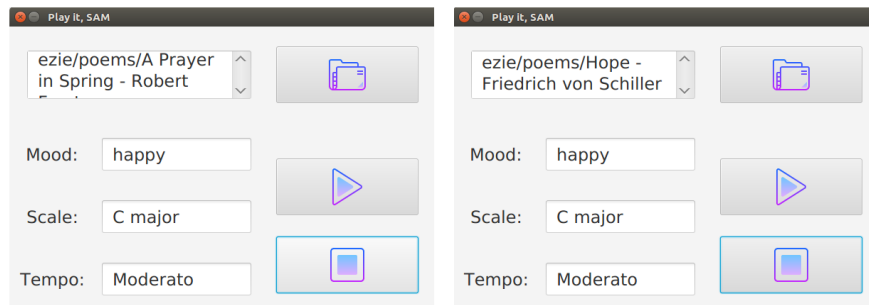 Play it, SAM
ezie/poems/A Prayer
in Spring - Robert
Mood: happy
Scale: C major
Tempo: Moderato
Play it, SAM
ezie/poems/Hope -
Friedrich von Schiller
Mood: happy
Scale: C major
Tempo: Moderato